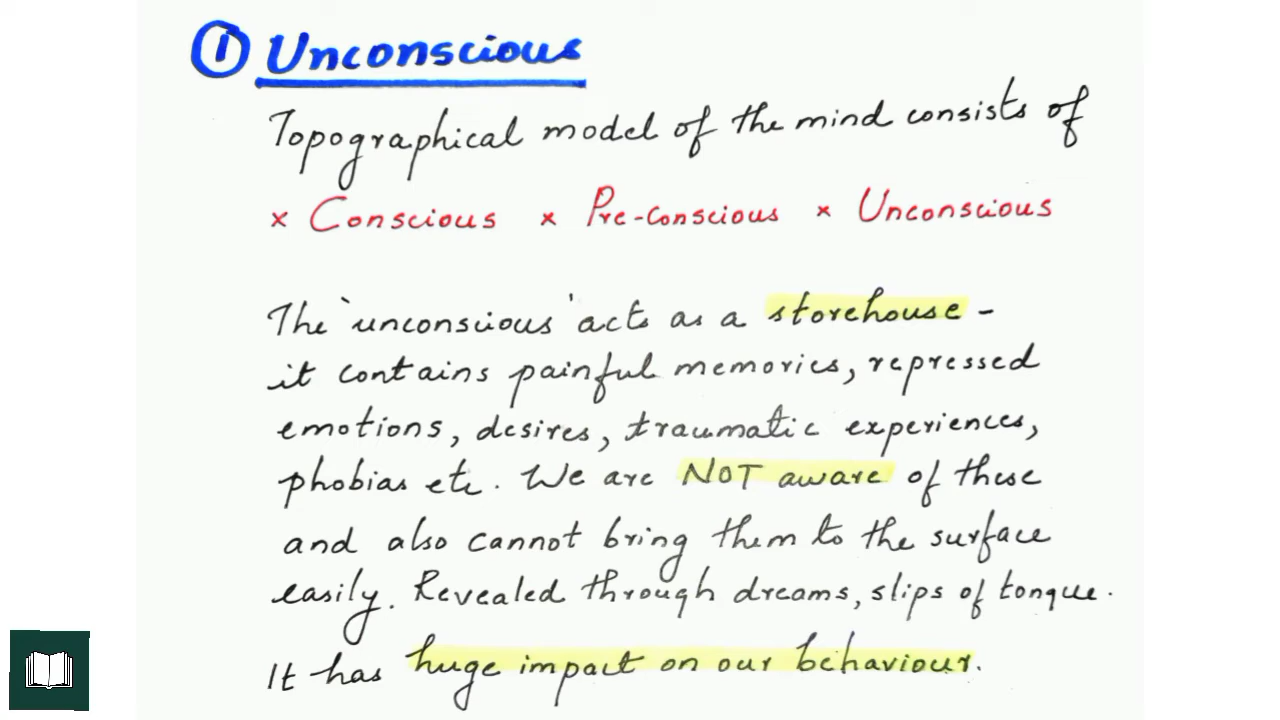 ① Unconscious
Topographical model of the mind consists of
× Conscious × Pre-conscious × Unconscious
The 'unconscious' acts as a storehouse -
it contains painful memories, repressed
emotions, desires, traumatic experiences,
phobias etc. We are NOT aware of these
and also cannot bring them to the surface
easily. Revealed through dreams, slips of tongue.
It has huge impact on our behaviour.